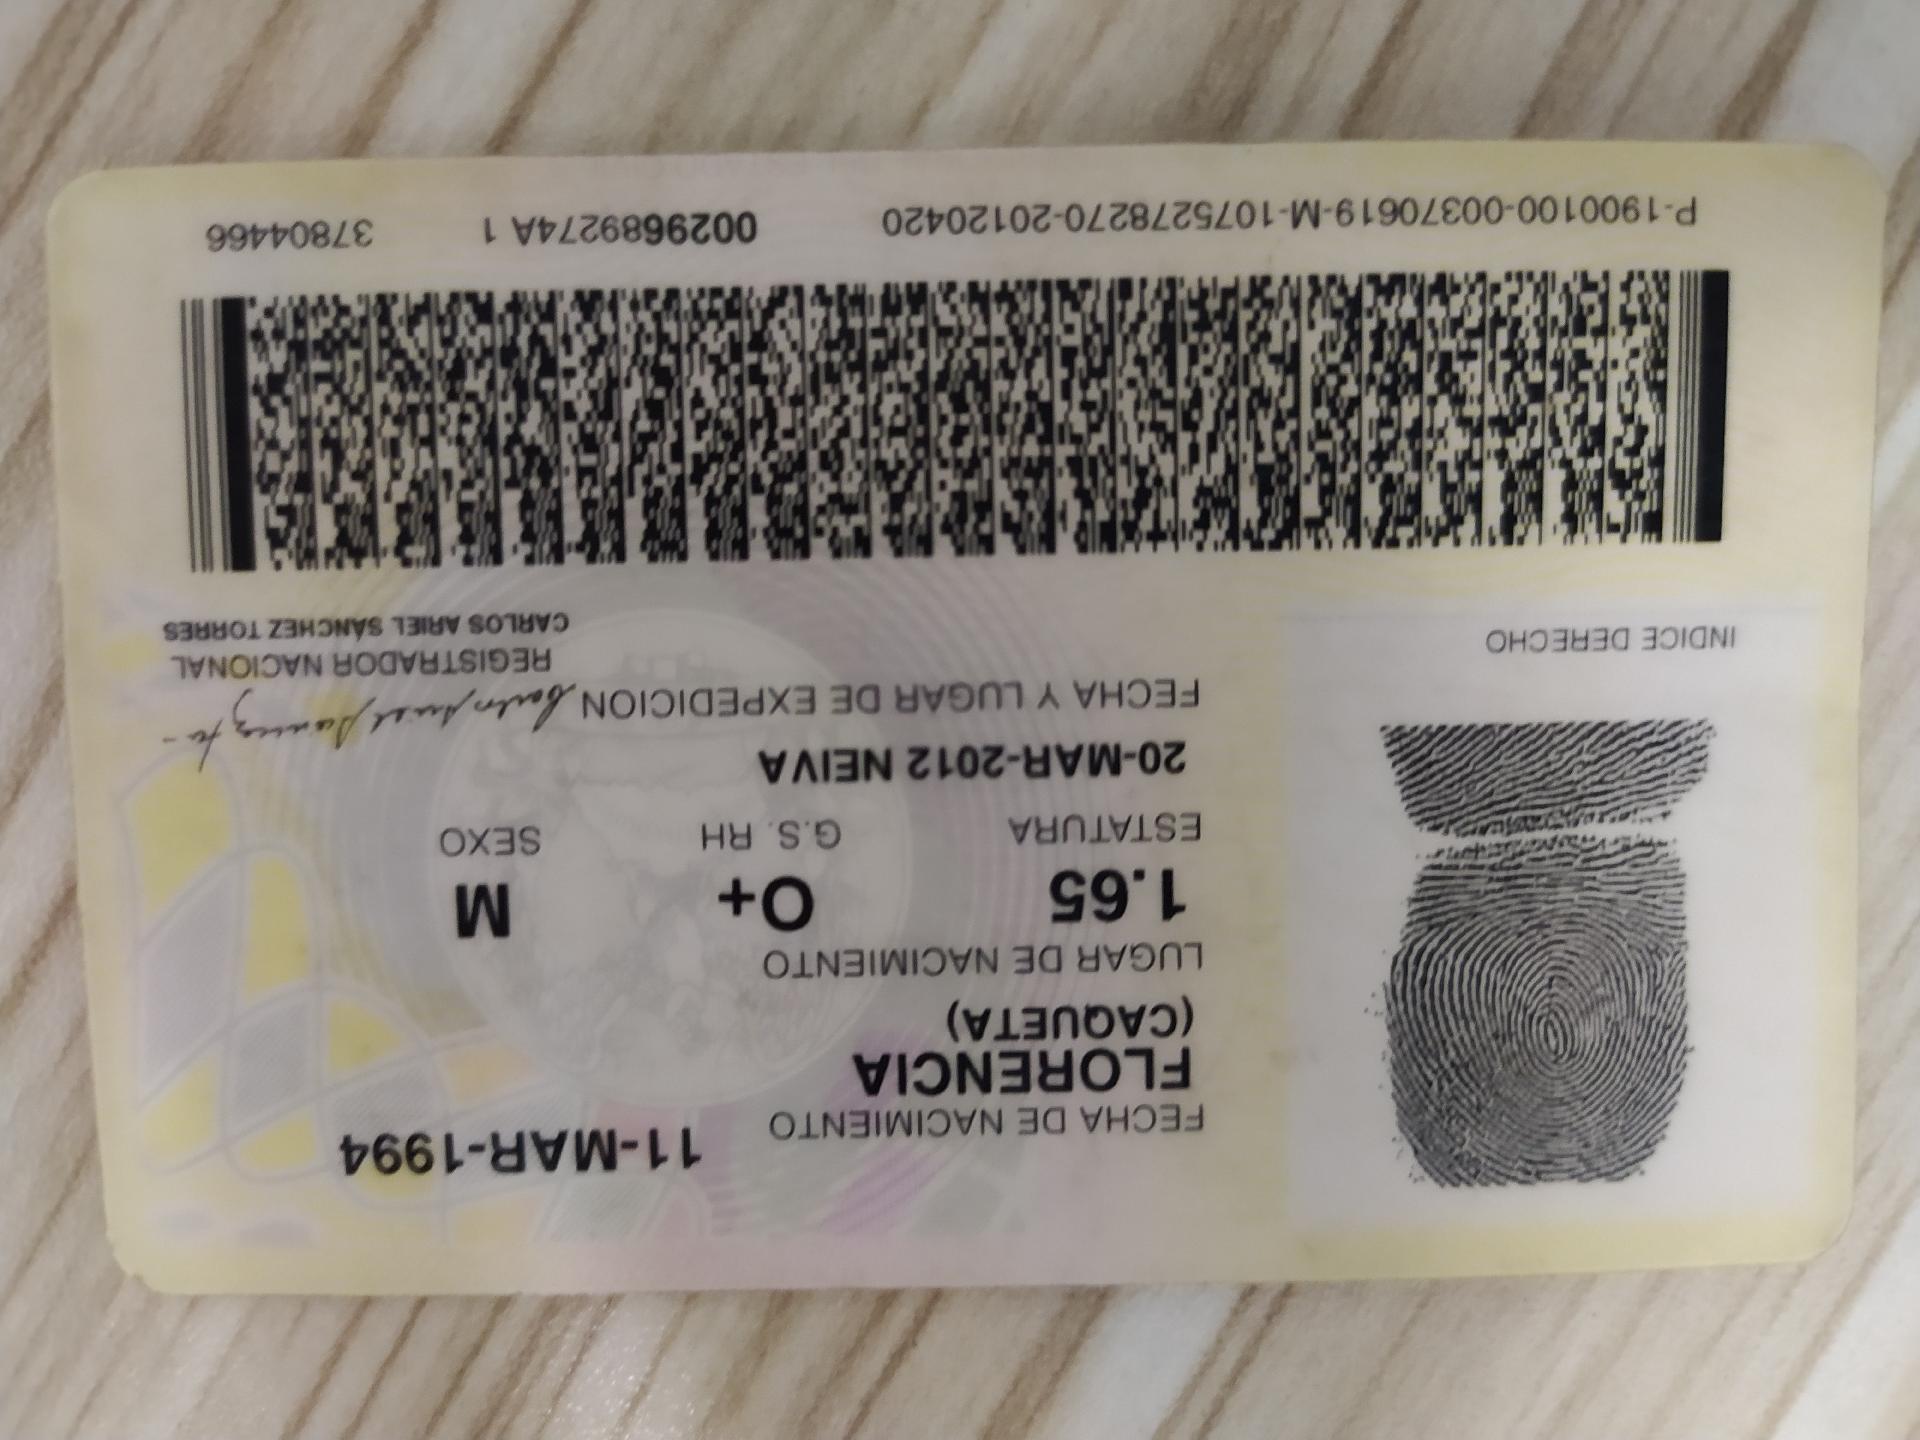 FECHA DE NACIMIENTO 11-MAR-1994
FLORENCIA
(CAQUETA)
LUGAR DE NACIMIENTO
1.65 O+ M
ESTATURA G.S. RH SEXO
20-MAR-2012 NEIVA
FECHA Y LUGAR DE EXPEDICION
REGISTRADOR NACIONAL
CARLOS ARIEL SÁNCHEZ TORRES
INDICE DERECHO
P-1900100-00370619-M-1075278270-20120420 0029689274A 1 37804466